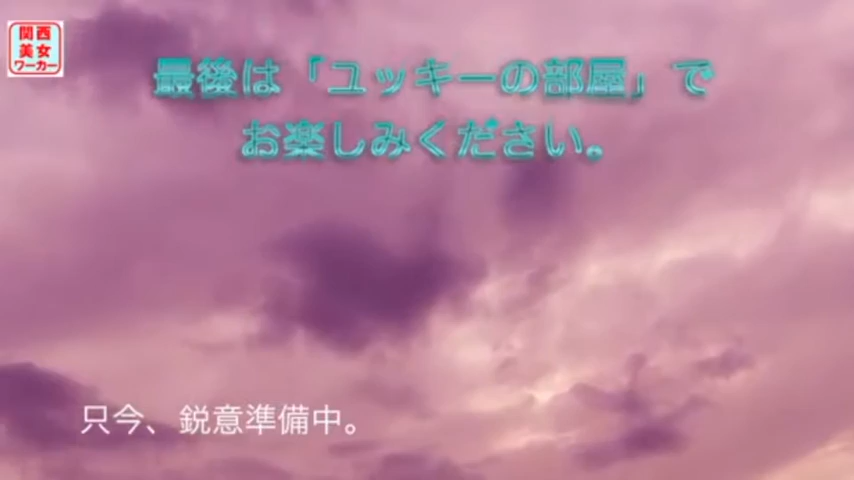 関西
美女
ワーカー
最後は「ユッキーの部屋」で
お楽しみください。
只今、鋭意準備中。